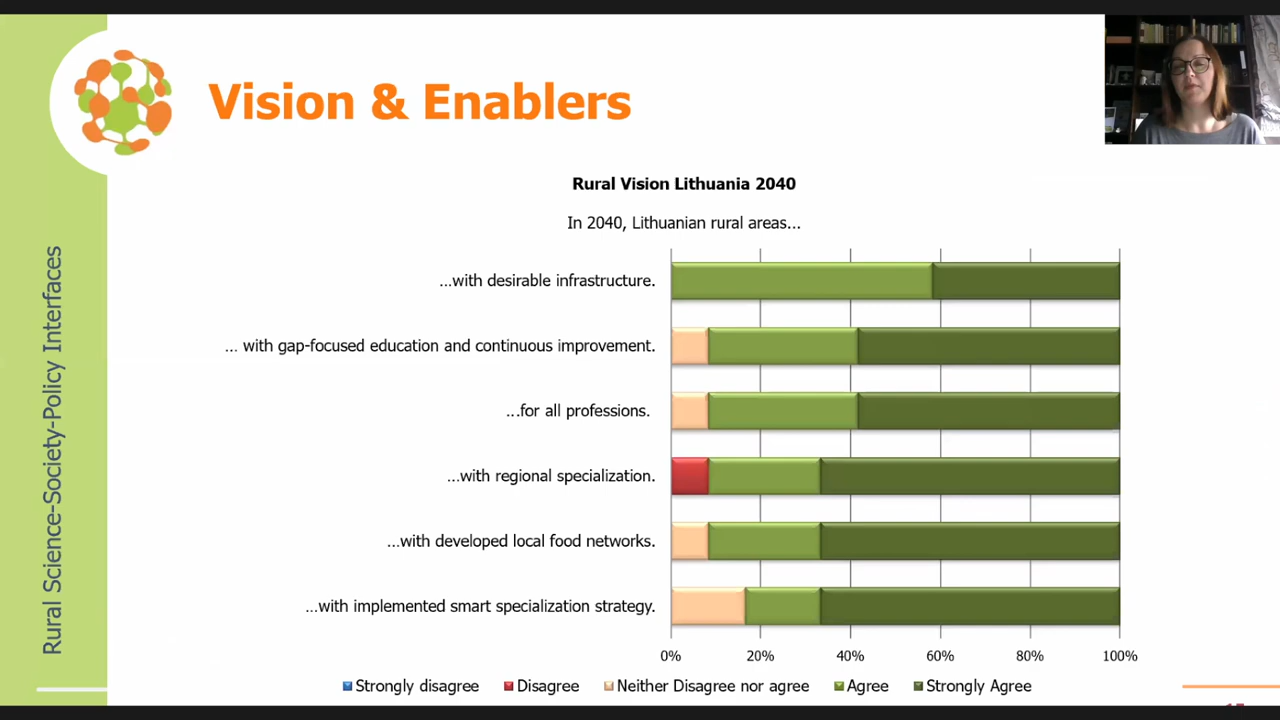 Vision & Enablers
Rural Science-Society-Policy Interfaces
Rural Vision Lithuania 2040
In 2040, Lithuanian rural areas...
...with desirable infrastructure.
... with gap-focused education and continuous improvement.
...for all professions.
...with regional specialization.
...with developed local food networks.
...with implemented smart specialization strategy.
0% 20% 40% 60% 80% 100%
Strongly disagree Disagree Neither Disagree nor agree Agree Strongly Agree